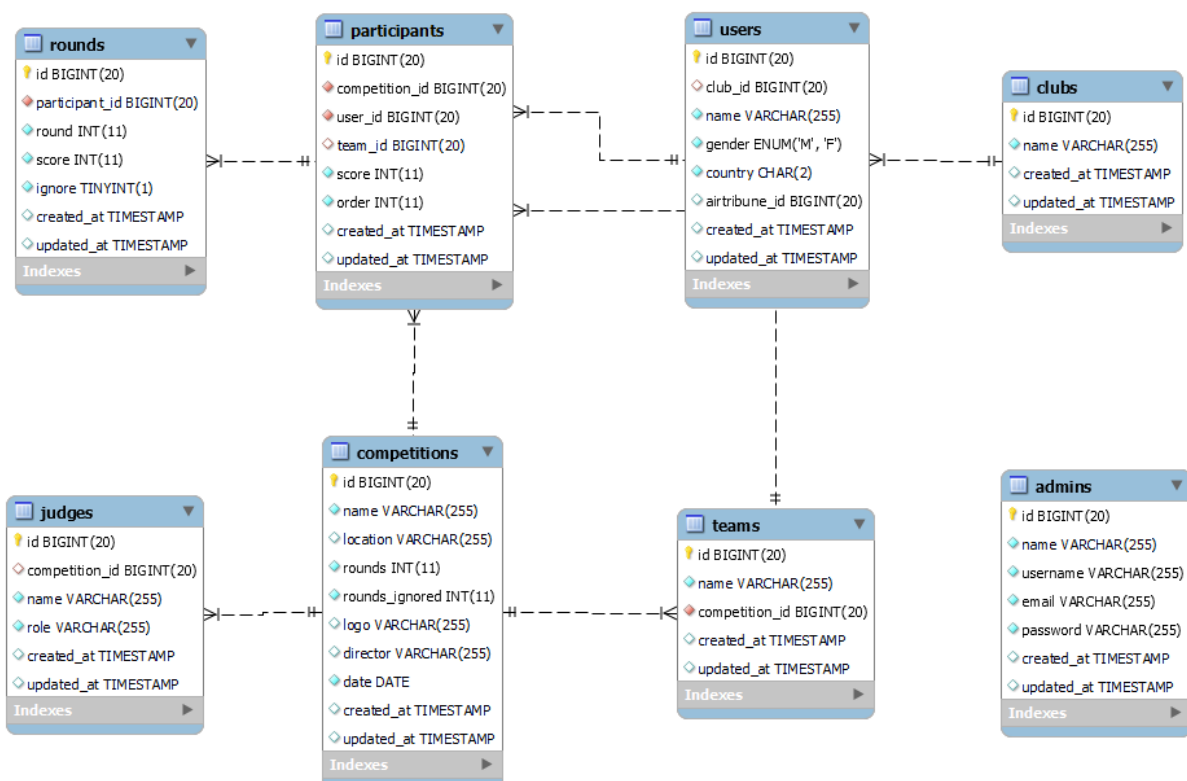 rounds
id BIGINT(20)
participant_id BIGINT(20)
round INT(11)
score INT(11)
ignore TINYINT(1)
created_at TIMESTAMP
updated_at TIMESTAMP
Indexes
participants
id BIGINT(20)
competition_id BIGINT(20)
user_id BIGINT(20)
team_id BIGINT(20)
score INT(11)
order INT(11)
created_at TIMESTAMP
updated_at TIMESTAMP
Indexes
users
id BIGINT(20)
club_id BIGINT(20)
name VARCHAR(255)
gender ENUM('M', 'F')
country CHAR(2)
airtribune_id BIGINT(20)
created_at TIMESTAMP
updated_at TIMESTAMP
Indexes
clubs
id BIGINT(20)
name VARCHAR(255)
created_at TIMESTAMP
updated_at TIMESTAMP
Indexes
judges
id BIGINT(20)
competition_id BIGINT(20)
name VARCHAR(255)
role VARCHAR(255)
created_at TIMESTAMP
updated_at TIMESTAMP
Indexes
competitions
id BIGINT(20)
name VARCHAR(255)
location VARCHAR(255)
rounds INT(11)
rounds_ignored INT(11)
logo VARCHAR(255)
director VARCHAR(255)
date DATE
created_at TIMESTAMP
updated_at TIMESTAMP
Indexes
teams
id BIGINT(20)
name VARCHAR(255)
competition_id BIGINT(20)
created_at TIMESTAMP
updated_at TIMESTAMP
Indexes
admins
id BIGINT(20)
name VARCHAR(255)
username VARCHAR(255)
email VARCHAR(255)
password VARCHAR(255)
created_at TIMESTAMP
updated_at TIMESTAMP
Indexes